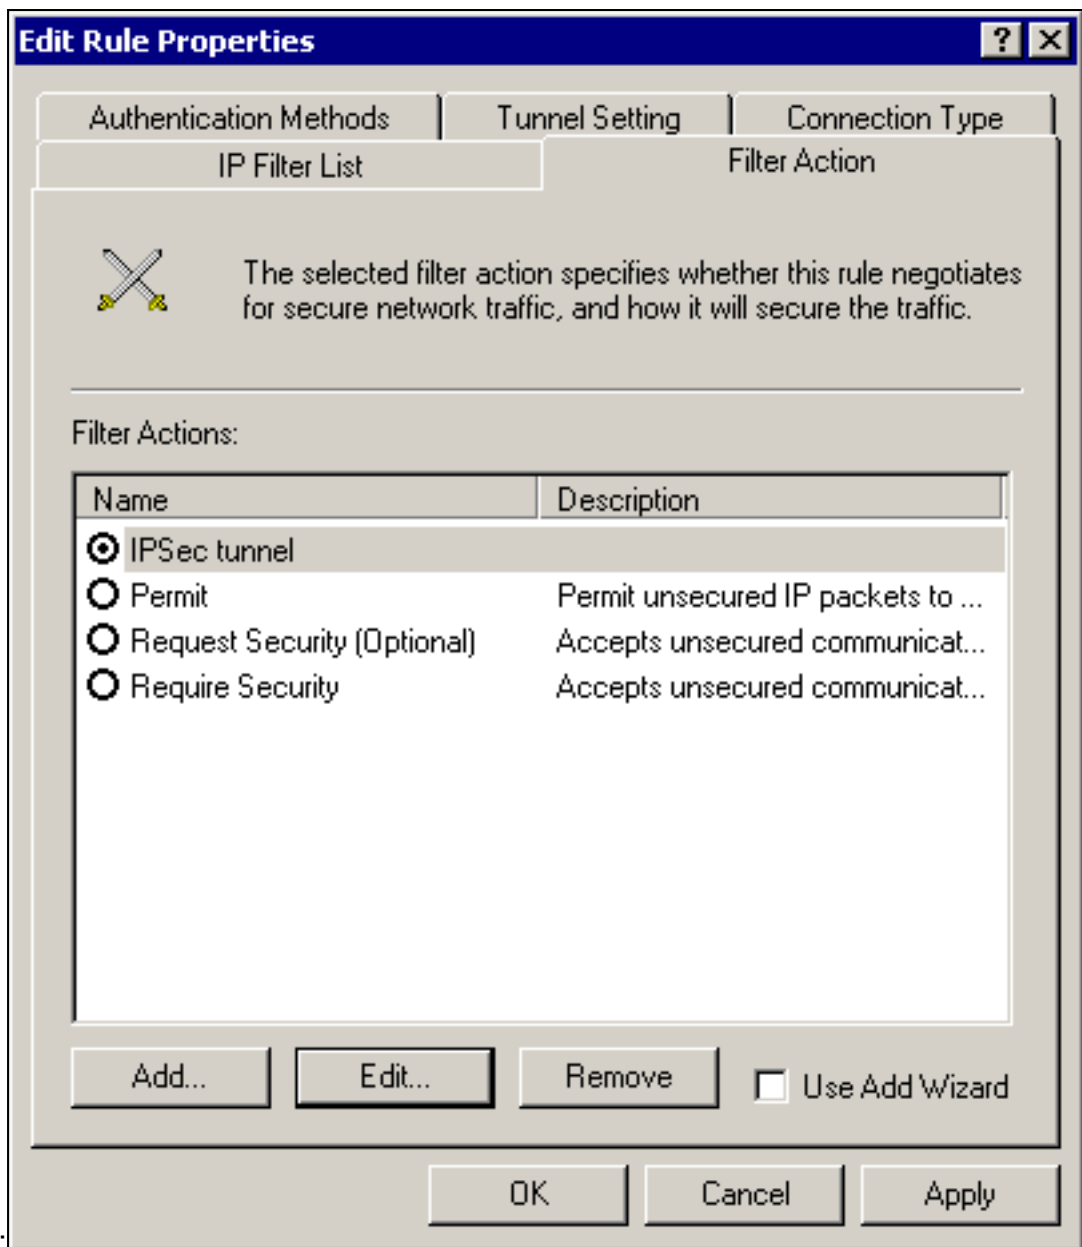 Edit Rule Properties
Authentication Methods Tunnel Setting Connection Type
IP Filter List Filter Action
The selected filter action specifies whether this rule negotiates
for secure network traffic, and how it will secure the traffic.
Filter Actions:
Name Description
IPSec tunnel
Permit Permit unsecured IP packets to ...
Request Security (Optional) Accepts unsecured communicat...
Require Security Accepts unsecured communicat...
Add... Edit... Remove Use Add Wizard
OK Cancel Apply
.